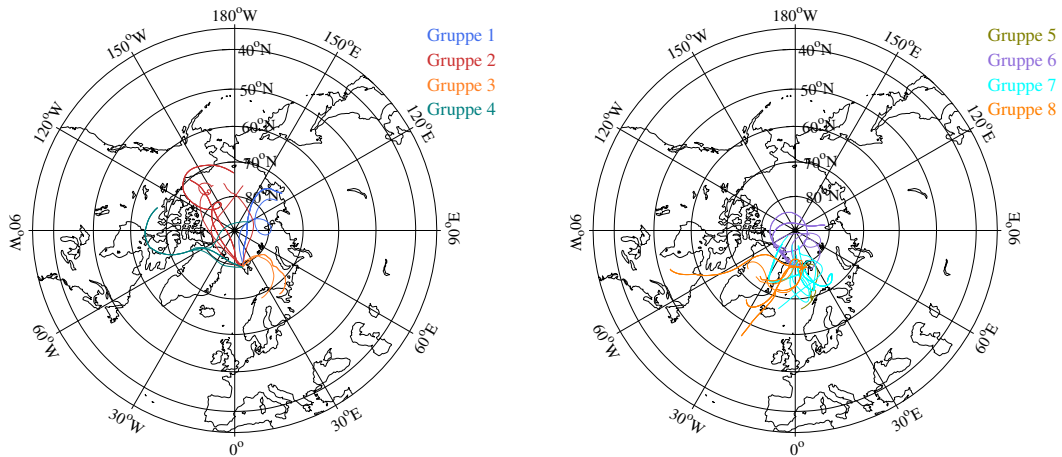 180°
150°W
150°E
120°W
120°E
90°W
90°E
60°W
60°E
30°W
30°E
0°
40°N
50°N
60°N
70°N
80°N
Gruppe 1
Gruppe 2
Gruppe 3
Gruppe 4
180°
150°W
150°E
120°W
120°E
90°W
90°E
60°W
60°E
30°W
30°E
0°
40°N
50°N
60°N
70°N
80°N
Gruppe 5
Gruppe 6
Gruppe 7
Gruppe 8